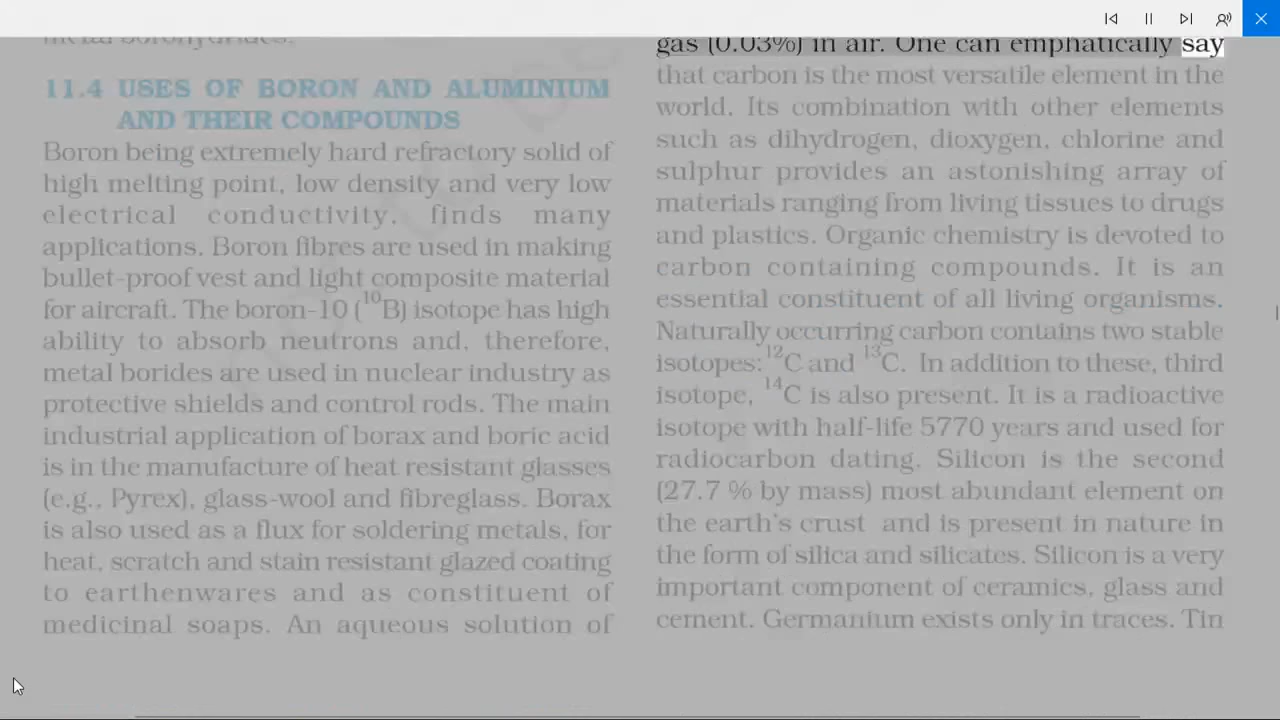 metal borohydrides.
11.4 USES OF BORON AND ALUMINIUM
AND THEIR COMPOUNDS
Boron being extremely hard refractory solid of
high melting point, low density and very low
electrical conductivity, finds many
applications. Boron fibres are used in making
bullet-proof vest and light composite material
for aircraft. The boron-10 (¹⁰B) isotope has high
ability to absorb neutrons and, therefore,
metal borides are used in nuclear industry as
protective shields and control rods. The main
industrial application of borax and boric acid
is in the manufacture of heat resistant glasses
(e.g., Pyrex), glass-wool and fibreglass. Borax
is also used as a flux for soldering metals, for
heat, scratch and stain resistant glazed coating
to earthenwares and as constituent of
medicinal soaps. An aqueous solution of
gas (0.03%) in air. One can emphatically say
that carbon is the most versatile element in the
world. Its combination with other elements
such as dihydrogen, dioxygen, chlorine and
sulphur provides an astonishing array of
materials ranging from living tissues to drugs
and plastics. Organic chemistry is devoted to
carbon containing compounds. It is an
essential constituent of all living organisms.
Naturally occurring carbon contains two stable
isotopes: ¹²C and ¹³C. In addition to these, third
isotope, ¹⁴C is also present. It is a radioactive
isotope with half-life 5770 years and used for
radiocarbon dating. Silicon is the second
(27.7 % by mass) most abundant element on
the earth's crust and is present in nature in
the form of silica and silicates. Silicon is a very
important component of ceramics, glass and
cement. Germanium exists only in traces. Tin